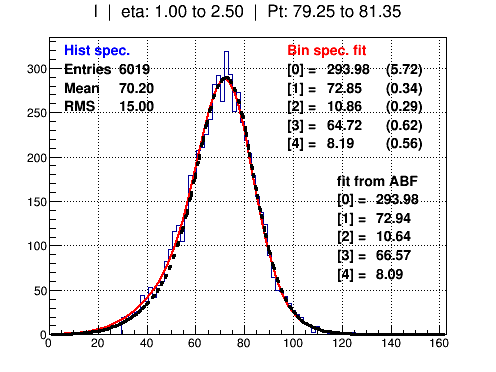 I | eta: 1.00 to 2.50 | Pt: 79.25 to 81.35
Hist spec.
Entries 6019
Mean 70.20
RMS 15.00
Bin spec. fit
[0] = 293.98 (5.72)
[1] = 72.85 (0.34)
[2] = 10.86 (0.29)
[3] = 64.72 (0.62)
[4] = 8.19 (0.56)
fit from ABF
[0] = 293.98
[1] = 72.94
[2] = 10.64
[3] = 66.57
[4] = 8.09
300
250
200
150
100
50
0
0 20 40 60 80 100 120 140 160